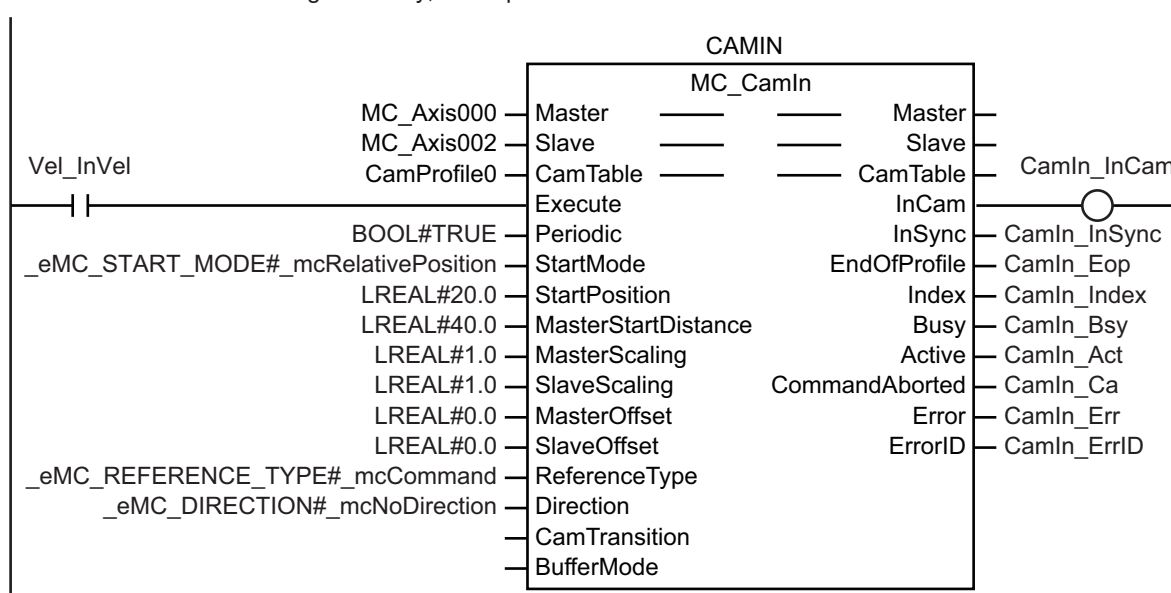 CAMIN
MC_CamIn
MC_Axis000 Master Master
MC_Axis002 Slave Slave
Vel_InVel CamProfile0 CamTable CamTable CamIn_InCam
Execute InCam
BOOL#TRUE Periodic InSync CamIn_InSync
_eMC_START_MODE#_mcRelativePosition StartMode EndOfProfile CamIn_Eop
LREAL#20.0 StartPosition Index CamIn_Index
LREAL#40.0 MasterStartDistance Busy CamIn_Bsy
LREAL#1.0 MasterScaling Active CamIn_Act
LREAL#1.0 SlaveScaling CommandAborted CamIn_Ca
LREAL#0.0 MasterOffset Error CamIn_Err
LREAL#0.0 SlaveOffset ErrorID CamIn_ErrID
_eMC_REFERENCE_TYPE#_mcCommand ReferenceType
_eMC_DIRECTION#_mcNoDirection Direction
CamTransition
BufferMode